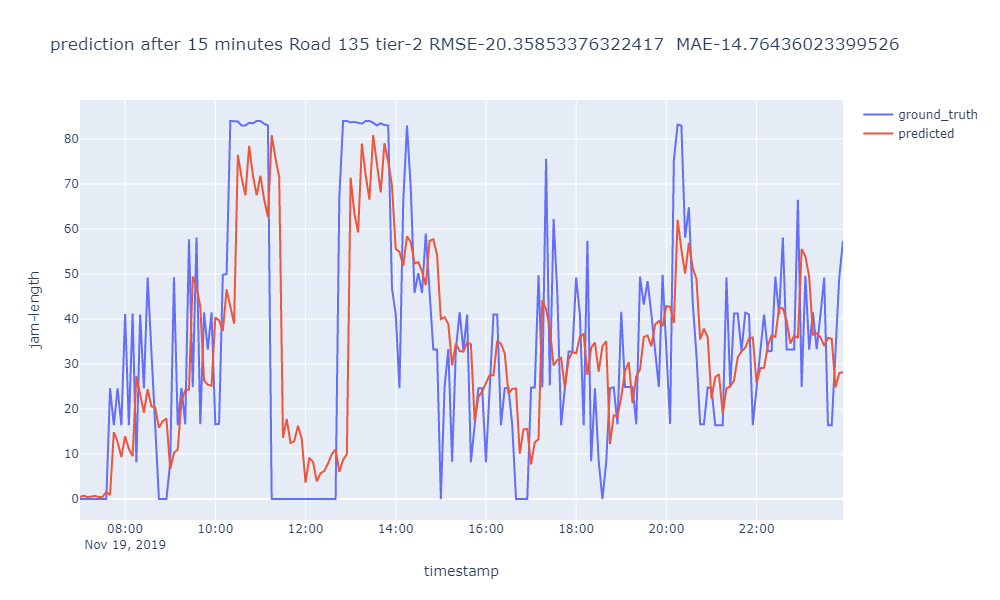 prediction after 15 minutes Road 135 tier-2 RMSE-20.35853376322417  MAE-14.76436023399526
ground_truth
predicted
jam-length
80
70
60
50
40
30
20
10
0
08:00 10:00 12:00 14:00 16:00 18:00 20:00 22:00
Nov 19, 2019
timestamp